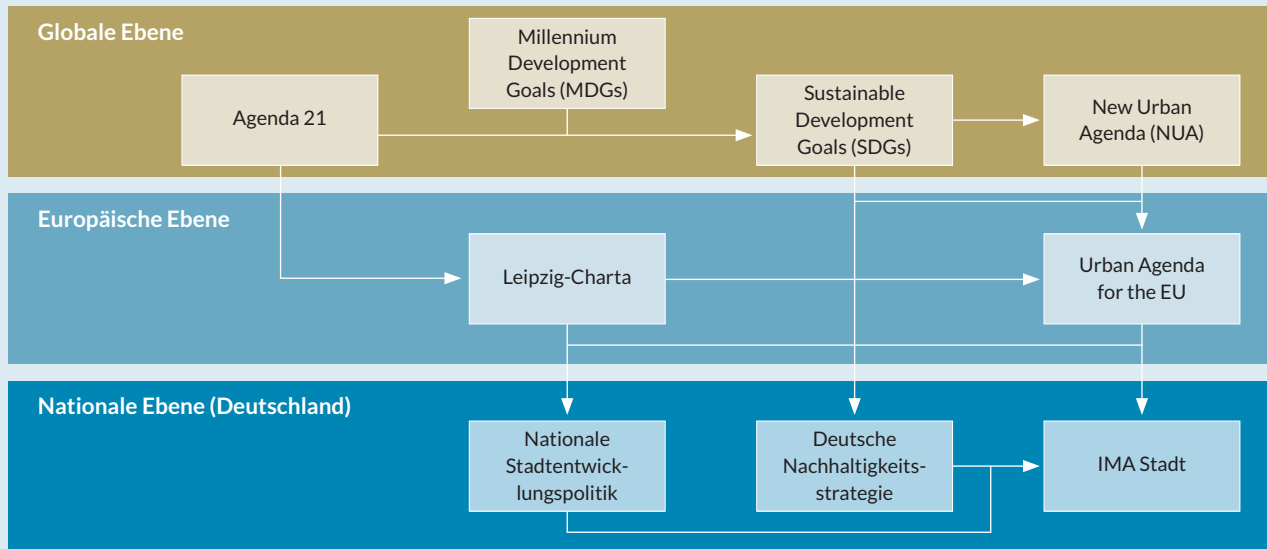 Globale Ebene
Agenda 21
Millennium
Development
Goals (MDGs)
Sustainable
Development
Goals (SDGs)
New Urban
Agenda (NUA)
Europäische Ebene
Leipzig-Charta
Urban Agenda
for the EU
Nationale Ebene (Deutschland)
Nationale
Stadtentwick-
lungspolitik
Deutsche
Nachhaltigkeits-
strategie
IMA Stadt